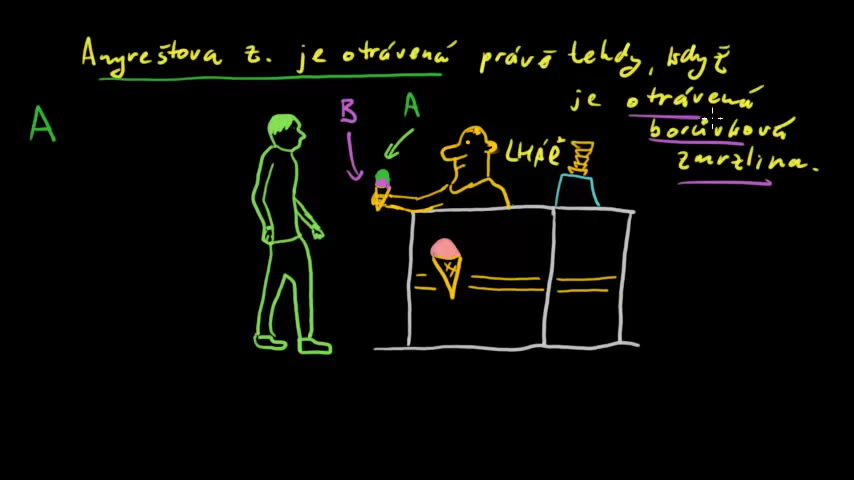 Angreštova z. je otrávená právě tehdy, když
je otrávená
borůvková
zmrzlina.
A
B
A
LHÁŘ